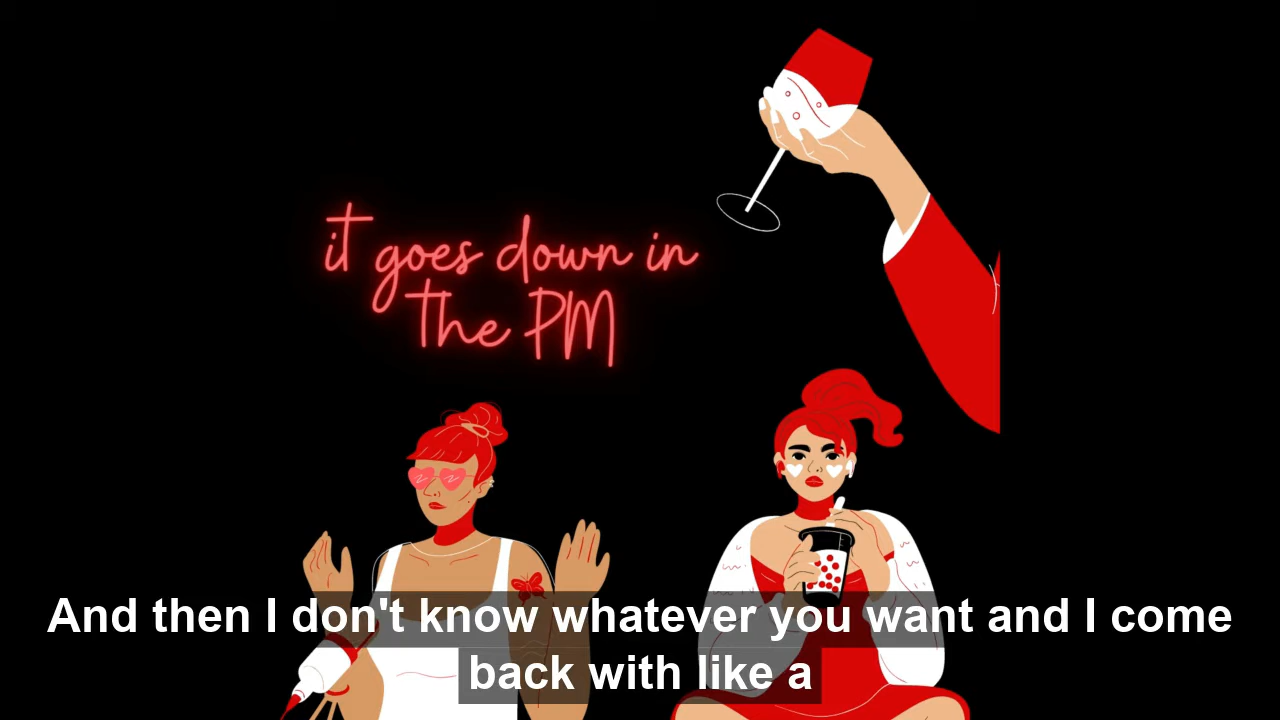 it goes down in
the PM
And then I don't know whatever you want and I come
back with like a